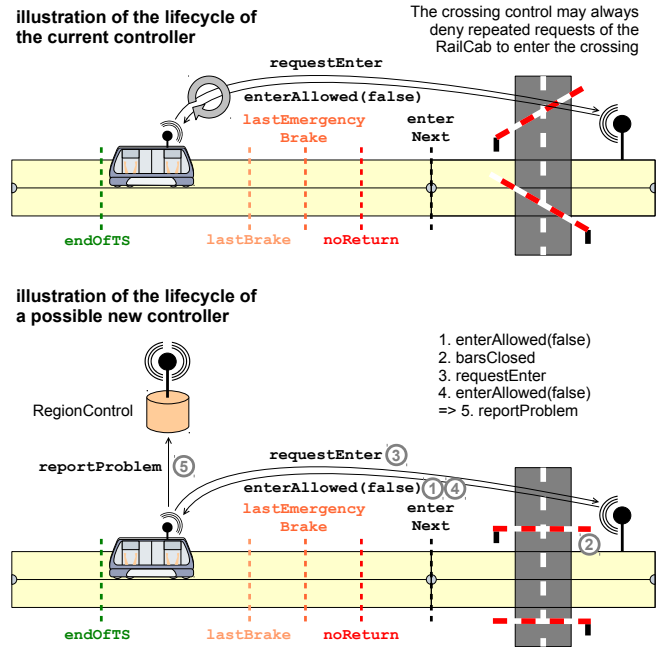 illustration of the lifecycle of
the current controller
The crossing control may always
deny repeated requests of the
RailCab to enter the crossing
requestEnter
enterAllowed(false)
lastEmergency
Brake
enter
Next
endOfTS
lastBrake
noReturn
illustration of the lifecycle of
a possible new controller
1. enterAllowed(false)
2. barsClosed
3. requestEnter
4. enterAllowed(false)
=> 5. reportProblem
RegionControl
reportProblem 5
requestEnter 3
enterAllowed(false) 1 4
lastEmergency
Brake
enter
Next
2
endOfTS
lastBrake
noReturn